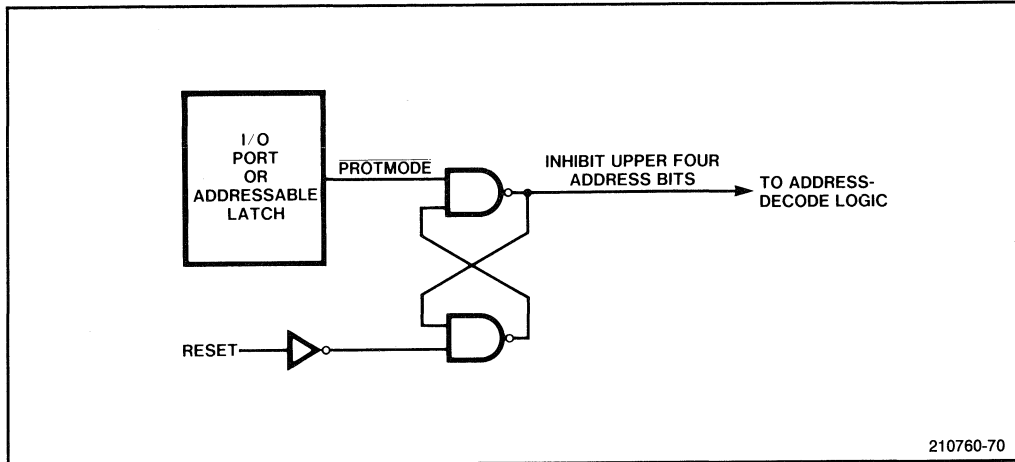 I/O
PORT
OR
ADDRESSABLE
LATCH
PROTMODE
INHIBIT UPPER FOUR
ADDRESS BITS
TO ADDRESS-
DECODE LOGIC
RESET
210760-70